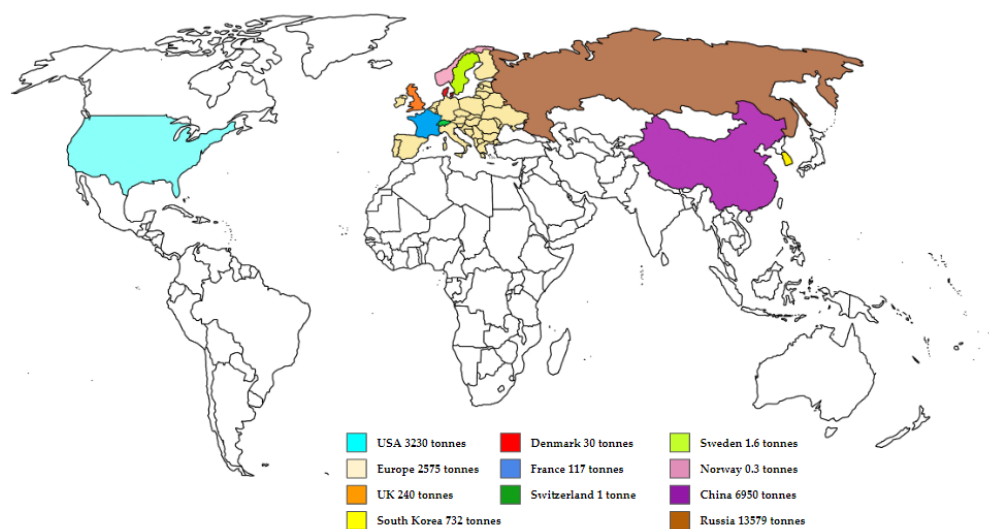 USA 3230 tonnes
Europe 2575 tonnes
UK 240 tonnes
South Korea 732 tonnes
Denmark 30 tonnes
France 117 tonnes
Switzerland 1 tonne
Sweden 1.6 tonnes
Norway 0.3 tonnes
China 6950 tonnes
Russia 13579 tonnes